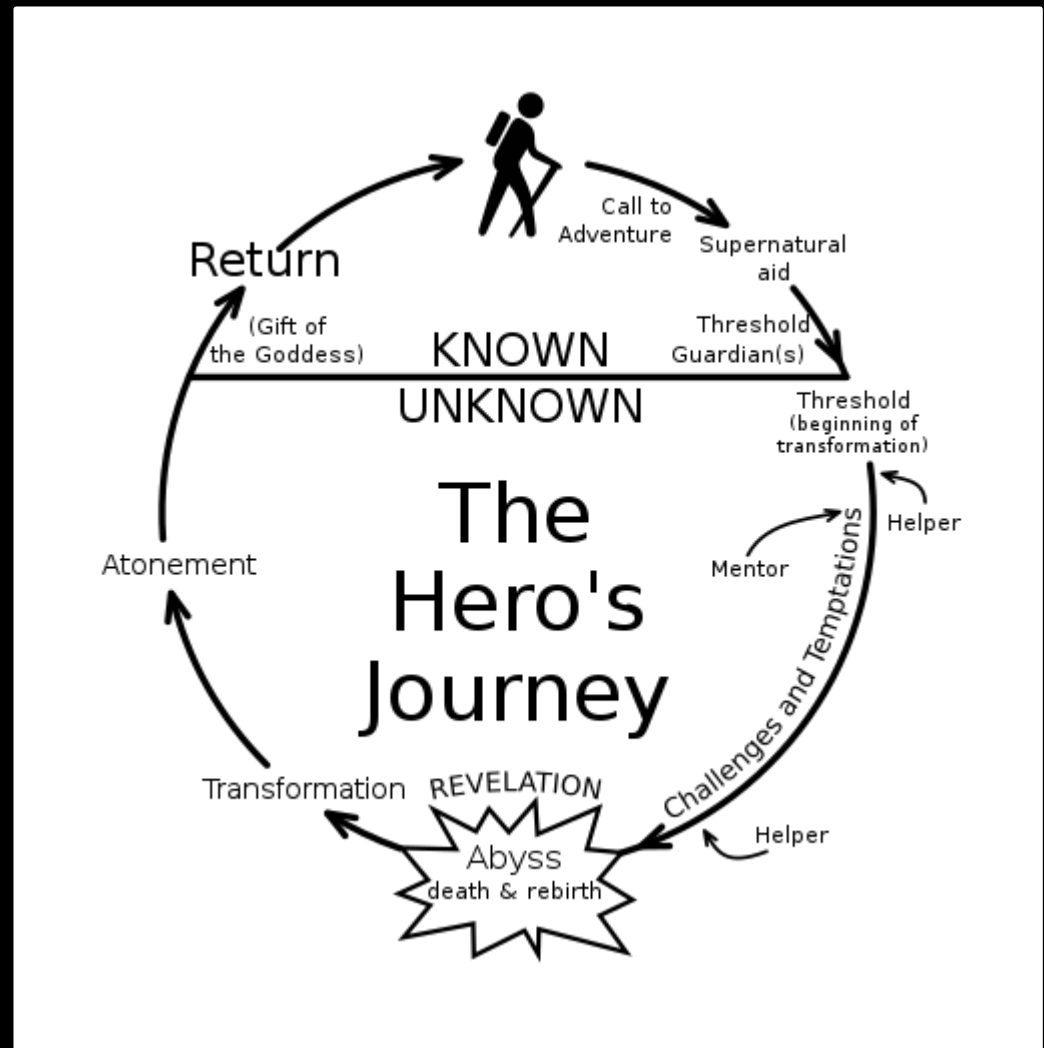 Call to
Adventure
Supernatural
aid
Return
(Gift of
the Goddess)
KNOWN
Threshold
Guardian(s)
UNKNOWN
Threshold
(beginning of
transformation)
The
Hero's
Journey
Helper
Mentor
Challenges and Temptations
Atonement
Transformation
REVELATION
Abyss
death & rebirth
Helper